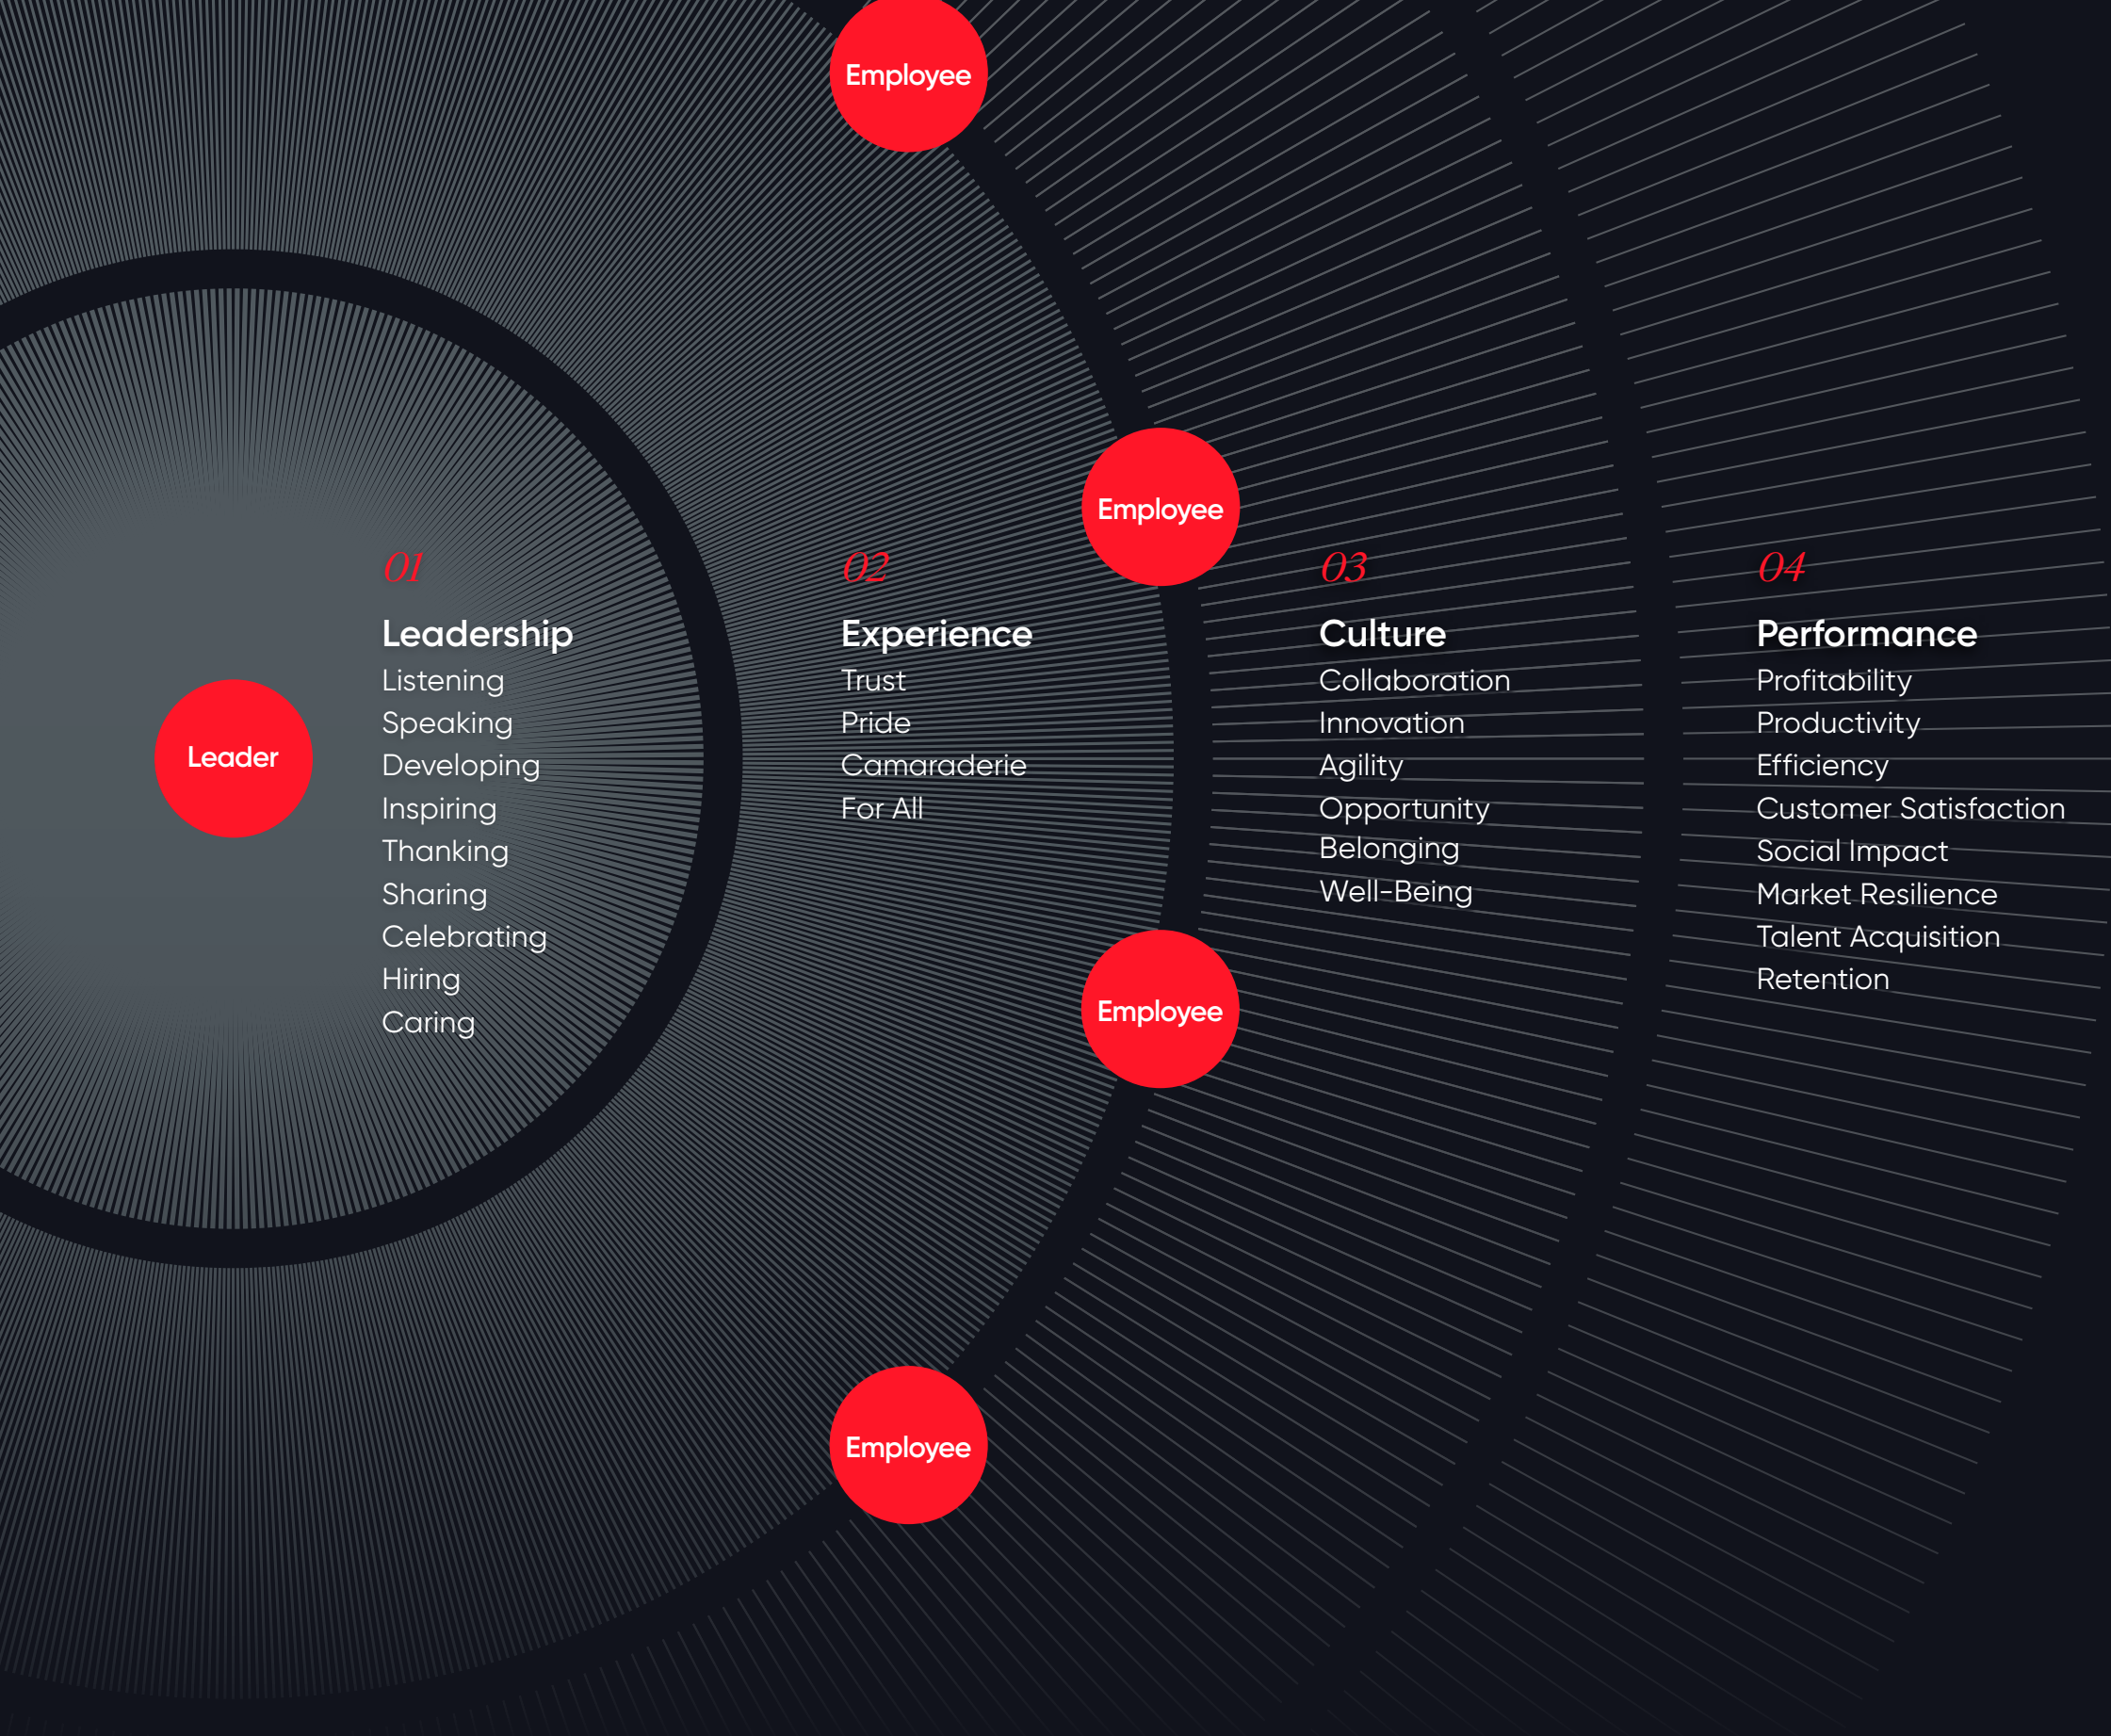 Employee
Employee
Leader
01
Leadership
Listening
Speaking
Developing
Inspiring
Thanking
Sharing
Celebrating
Hiring
Caring
02
Experience
Trust
Pride
Camaraderie
For All
03
Culture
Collaboration
Innovation
Agility
Opportunity
Belonging
Well-Being
04
Performance
Profitability
Productivity
Efficiency
Customer Satisfaction
Social Impact
Market Resilience
Talent Acquisition
Retention
Employee
Employee